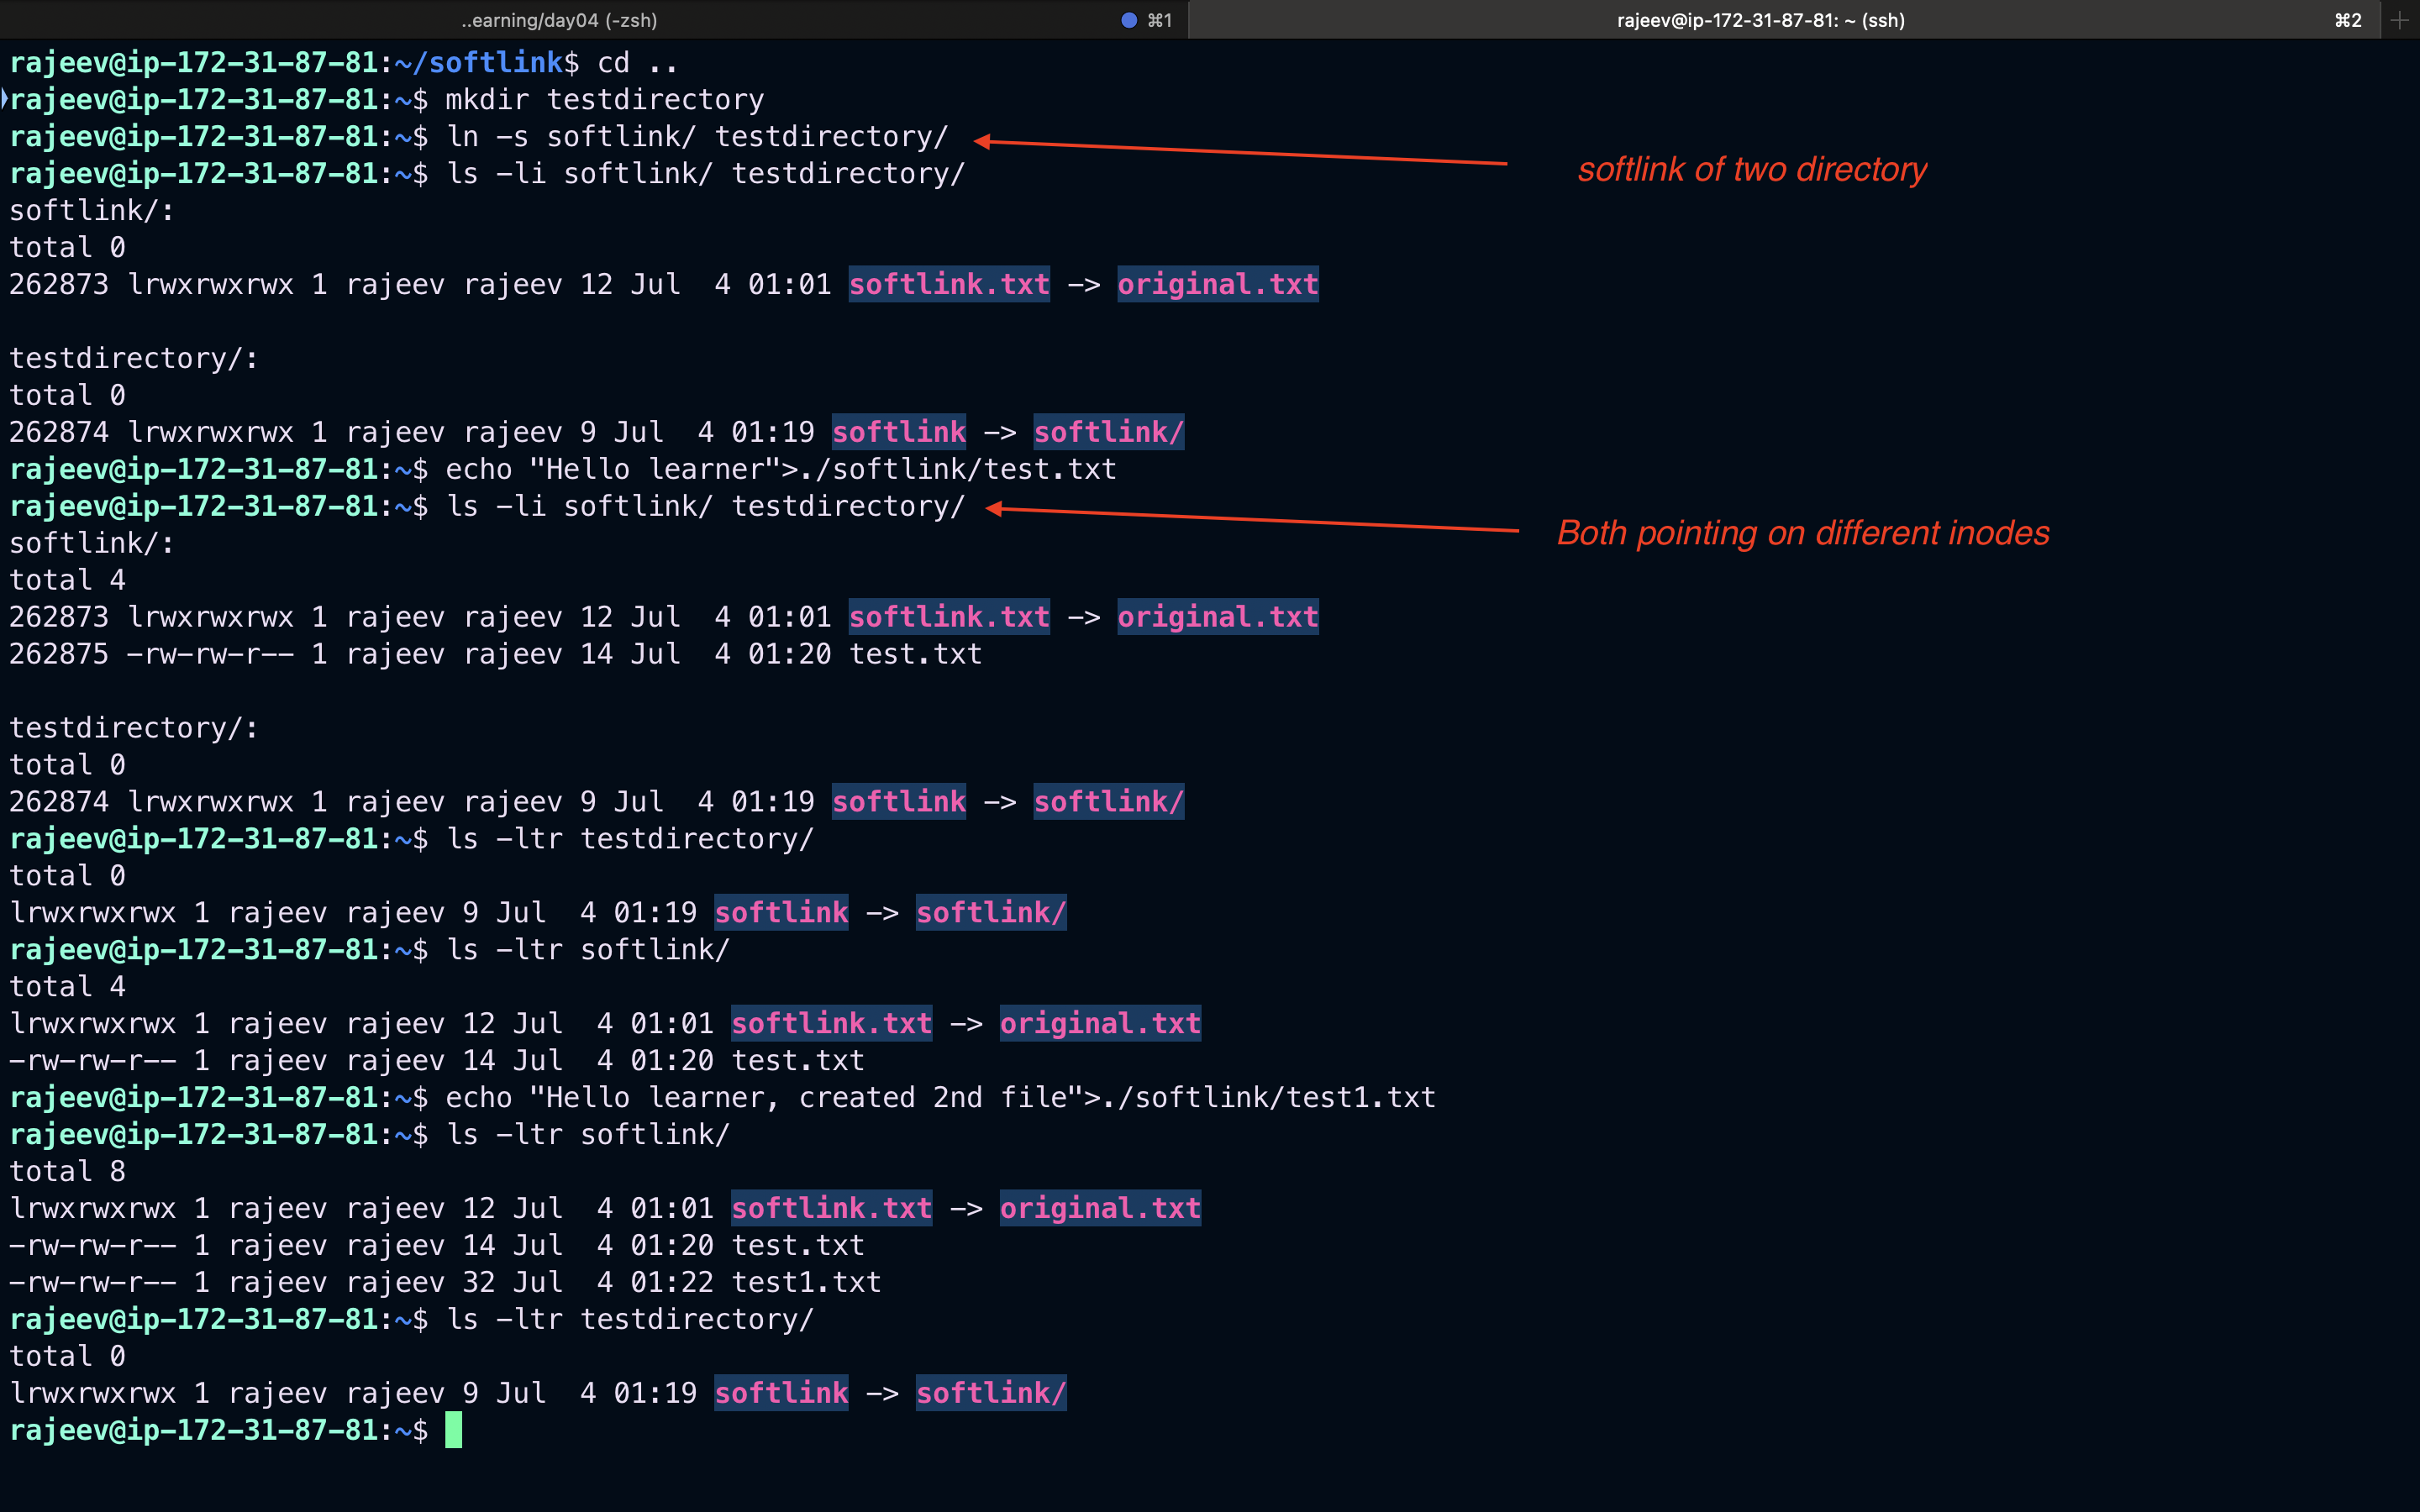 ..earning/day04 (-zsh) ⌘1 rajeev@ip-172-31-87-81: ~ (ssh) ⌘2
rajeev@ip-172-31-87-81:~/softlink$ cd ..
rajeev@ip-172-31-87-81:~$ mkdir testdirectory
rajeev@ip-172-31-87-81:~$ ln -s softlink/ testdirectory/
softlink of two directory
rajeev@ip-172-31-87-81:~$ ls -li softlink/ testdirectory/
softlink/:
total 0
262873 lrwxrwxrwx 1 rajeev rajeev 12 Jul  4 01:01 softlink.txt -> original.txt

testdirectory/:
total 0
262874 lrwxrwxrwx 1 rajeev rajeev 9 Jul  4 01:19 softlink -> softlink/
rajeev@ip-172-31-87-81:~$ echo "Hello learner">./softlink/test.txt
rajeev@ip-172-31-87-81:~$ ls -li softlink/ testdirectory/
Both pointing on different inodes
softlink/:
total 4
262873 lrwxrwxrwx 1 rajeev rajeev 12 Jul  4 01:01 softlink.txt -> original.txt
262875 -rw-rw-r-- 1 rajeev rajeev 14 Jul  4 01:20 test.txt

testdirectory/:
total 0
262874 lrwxrwxrwx 1 rajeev rajeev 9 Jul  4 01:19 softlink -> softlink/
rajeev@ip-172-31-87-81:~$ ls -ltr testdirectory/
total 0
lrwxrwxrwx 1 rajeev rajeev 9 Jul  4 01:19 softlink -> softlink/
rajeev@ip-172-31-87-81:~$ ls -ltr softlink/
total 4
lrwxrwxrwx 1 rajeev rajeev 12 Jul  4 01:01 softlink.txt -> original.txt
-rw-rw-r-- 1 rajeev rajeev 14 Jul  4 01:20 test.txt
rajeev@ip-172-31-87-81:~$ echo "Hello learner, created 2nd file">./softlink/test1.txt
rajeev@ip-172-31-87-81:~$ ls -ltr softlink/
total 8
lrwxrwxrwx 1 rajeev rajeev 12 Jul  4 01:01 softlink.txt -> original.txt
-rw-rw-r-- 1 rajeev rajeev 14 Jul  4 01:20 test.txt
-rw-rw-r-- 1 rajeev rajeev 32 Jul  4 01:22 test1.txt
rajeev@ip-172-31-87-81:~$ ls -ltr testdirectory/
total 0
lrwxrwxrwx 1 rajeev rajeev 9 Jul  4 01:19 softlink -> softlink/
rajeev@ip-172-31-87-81:~$